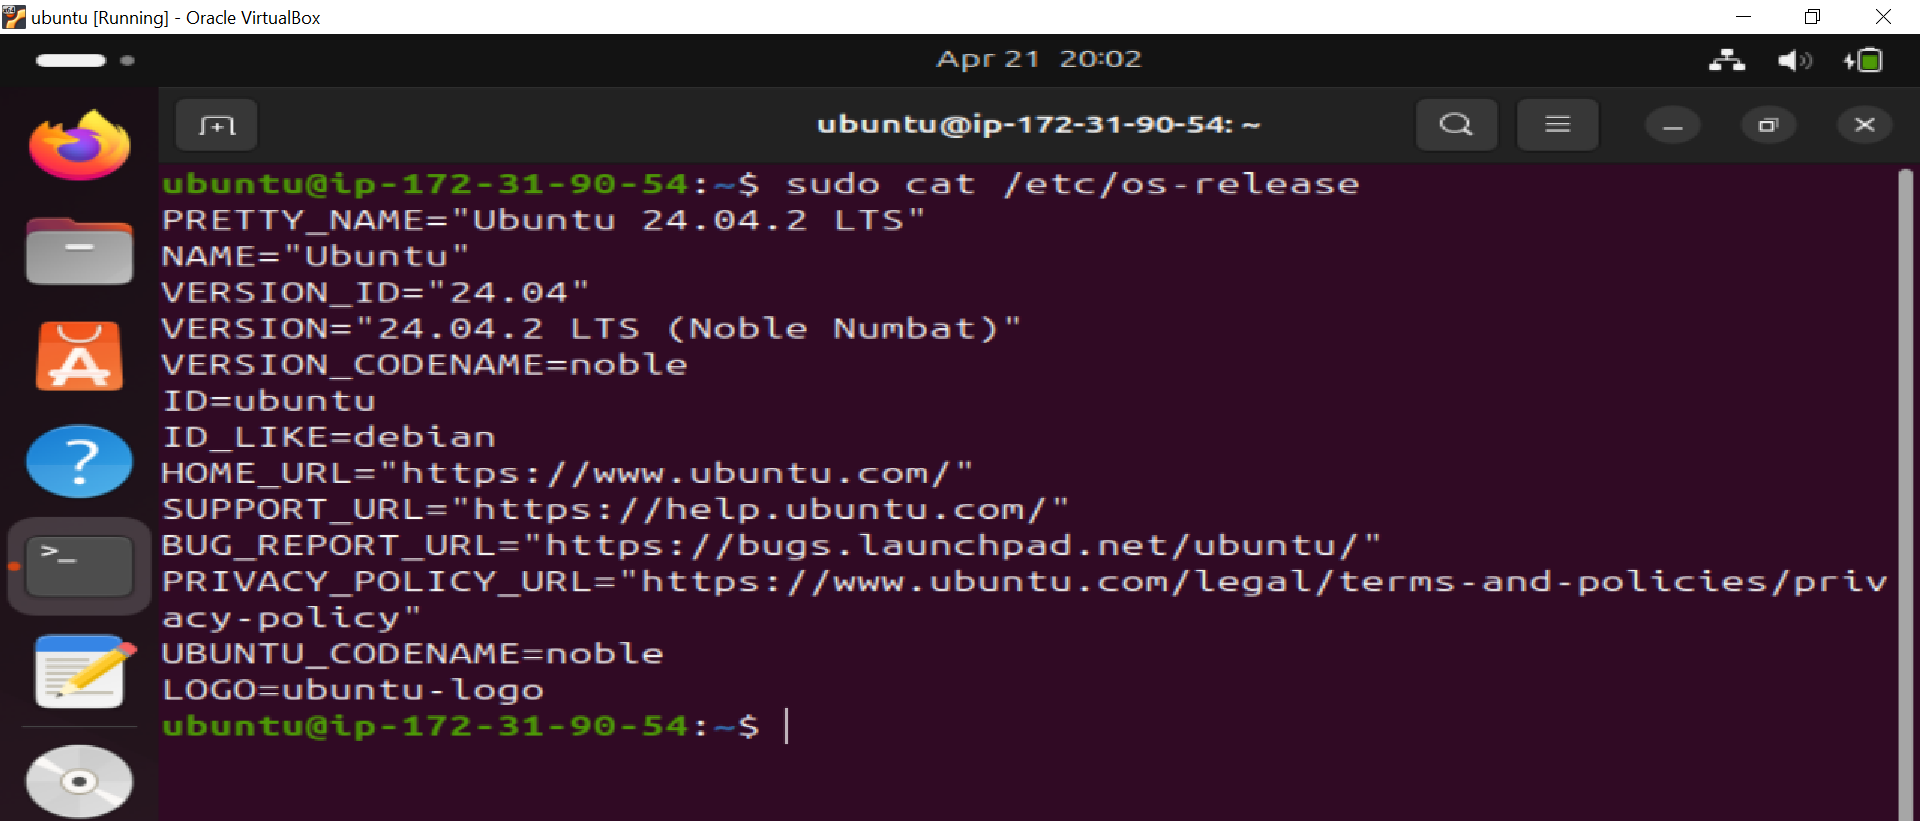 ubuntu [Running] - Oracle VirtualBox
Apr 21 20:02
ubuntu@ip-172-31-90-54: ~
ubuntu@ip-172-31-90-54:~$ sudo cat /etc/os-release
PRETTY_NAME="Ubuntu 24.04.2 LTS"
NAME="Ubuntu"
VERSION_ID="24.04"
VERSION="24.04.2 LTS (Noble Numbat)"
VERSION_CODENAME=noble
ID=ubuntu
ID_LIKE=debian
HOME_URL="https://www.ubuntu.com/"
SUPPORT_URL="https://help.ubuntu.com/"
BUG_REPORT_URL="https://bugs.launchpad.net/ubuntu/"
PRIVACY_POLICY_URL="https://www.ubuntu.com/legal/terms-and-policies/priv
acy-policy"
UBUNTU_CODENAME=noble
LOGO=ubuntu-logo
ubuntu@ip-172-31-90-54:~$